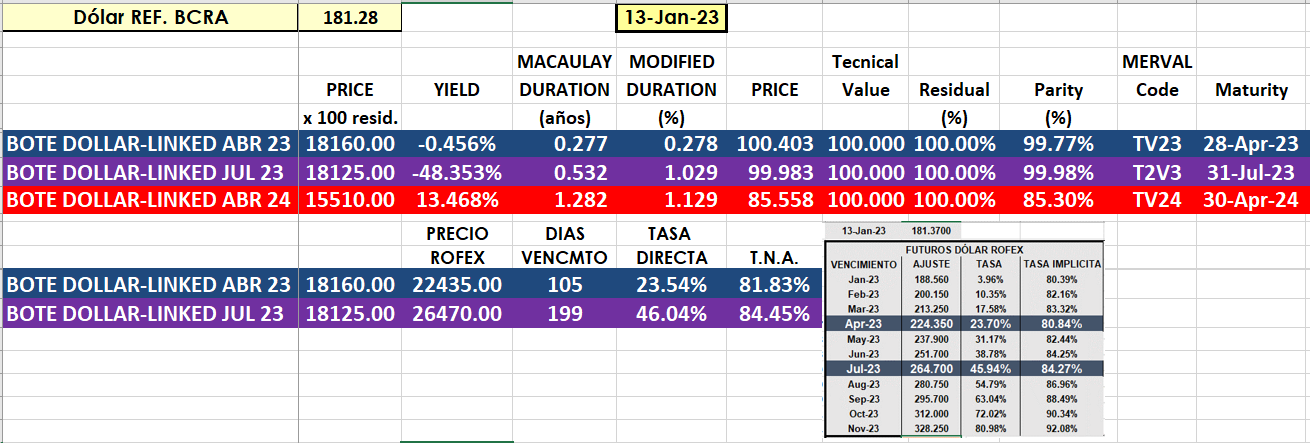 Dólar REF. BCRA 181.28 13-Jan-23
MACAULAY MODIFIED Tecnical MERVAL
PRICE YIELD DURATION DURATION PRICE Value Residual Parity Code Maturity
x 100 resid. (años) (%) (%) (%)
BOTE DOLLAR-LINKED ABR 23 18160.00 -0.456% 0.277 0.278 100.403 100.000 100.00% 99.77% TV23 28-Apr-23
BOTE DOLLAR-LINKED JUL 23 18125.00 -48.353% 0.532 1.029 99.983 100.000 100.00% 99.98% T2V3 31-Jul-23
BOTE DOLLAR-LINKED ABR 24 15510.00 13.468% 1.282 1.129 85.558 100.000 100.00% 85.30% TV24 30-Apr-24
PRECIO DIAS TASA
ROFEX VENCMTO DIRECTA T.N.A.
BOTE DOLLAR-LINKED ABR 23 18160.00 22435.00 105 23.54% 81.83%
BOTE DOLLAR-LINKED JUL 23 18125.00 26470.00 199 46.04% 84.45%
13-Jan-23 181.3700
FUTUROS DÓLAR ROFEX
VENCIMIENTO AJUSTE TASA TASA IMPLICITA
Jan-23 188.560 3.96% 80.39%
Feb-23 200.150 10.35% 82.16%
Mar-23 213.250 17.58% 83.32%
Apr-23 224.350 23.70% 80.84%
May-23 237.900 31.17% 82.44%
Jun-23 251.700 38.78% 84.25%
Jul-23 264.700 45.94% 84.27%
Aug-23 280.750 54.79% 86.96%
Sep-23 295.700 63.04% 88.49%
Oct-23 312.000 72.02% 90.34%
Nov-23 328.250 80.98% 92.08%